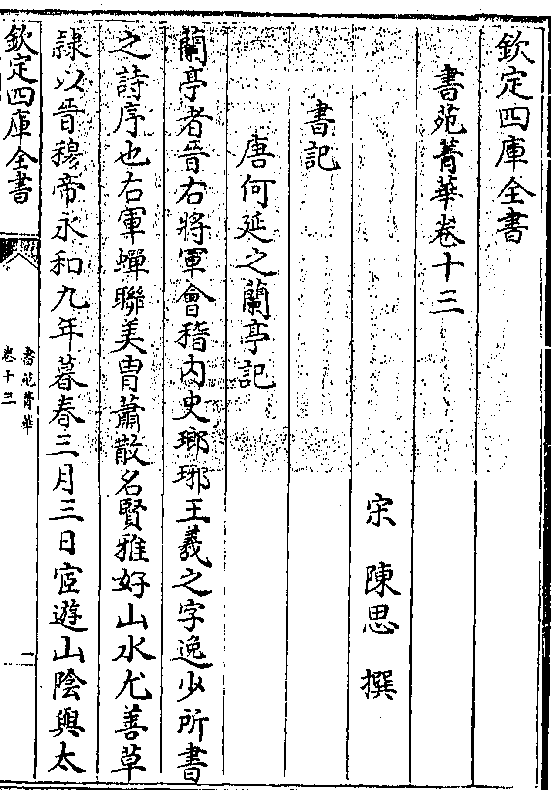 欽定四庫全書
書苑菁華卷十三
宋 陳思 撰
書記
唐何延之蘭亭記
蘭亭者晉右將軍會稽内史瑯琊王羲之字逸少所書
之詩序也右軍蟬聯美胄蕭散名賢雅好山水尤善草
隸以晉穆帝永和九年暮春三月三日宦遊山陰與太
欽定四庫全書
書苑菁華
卷十三
一